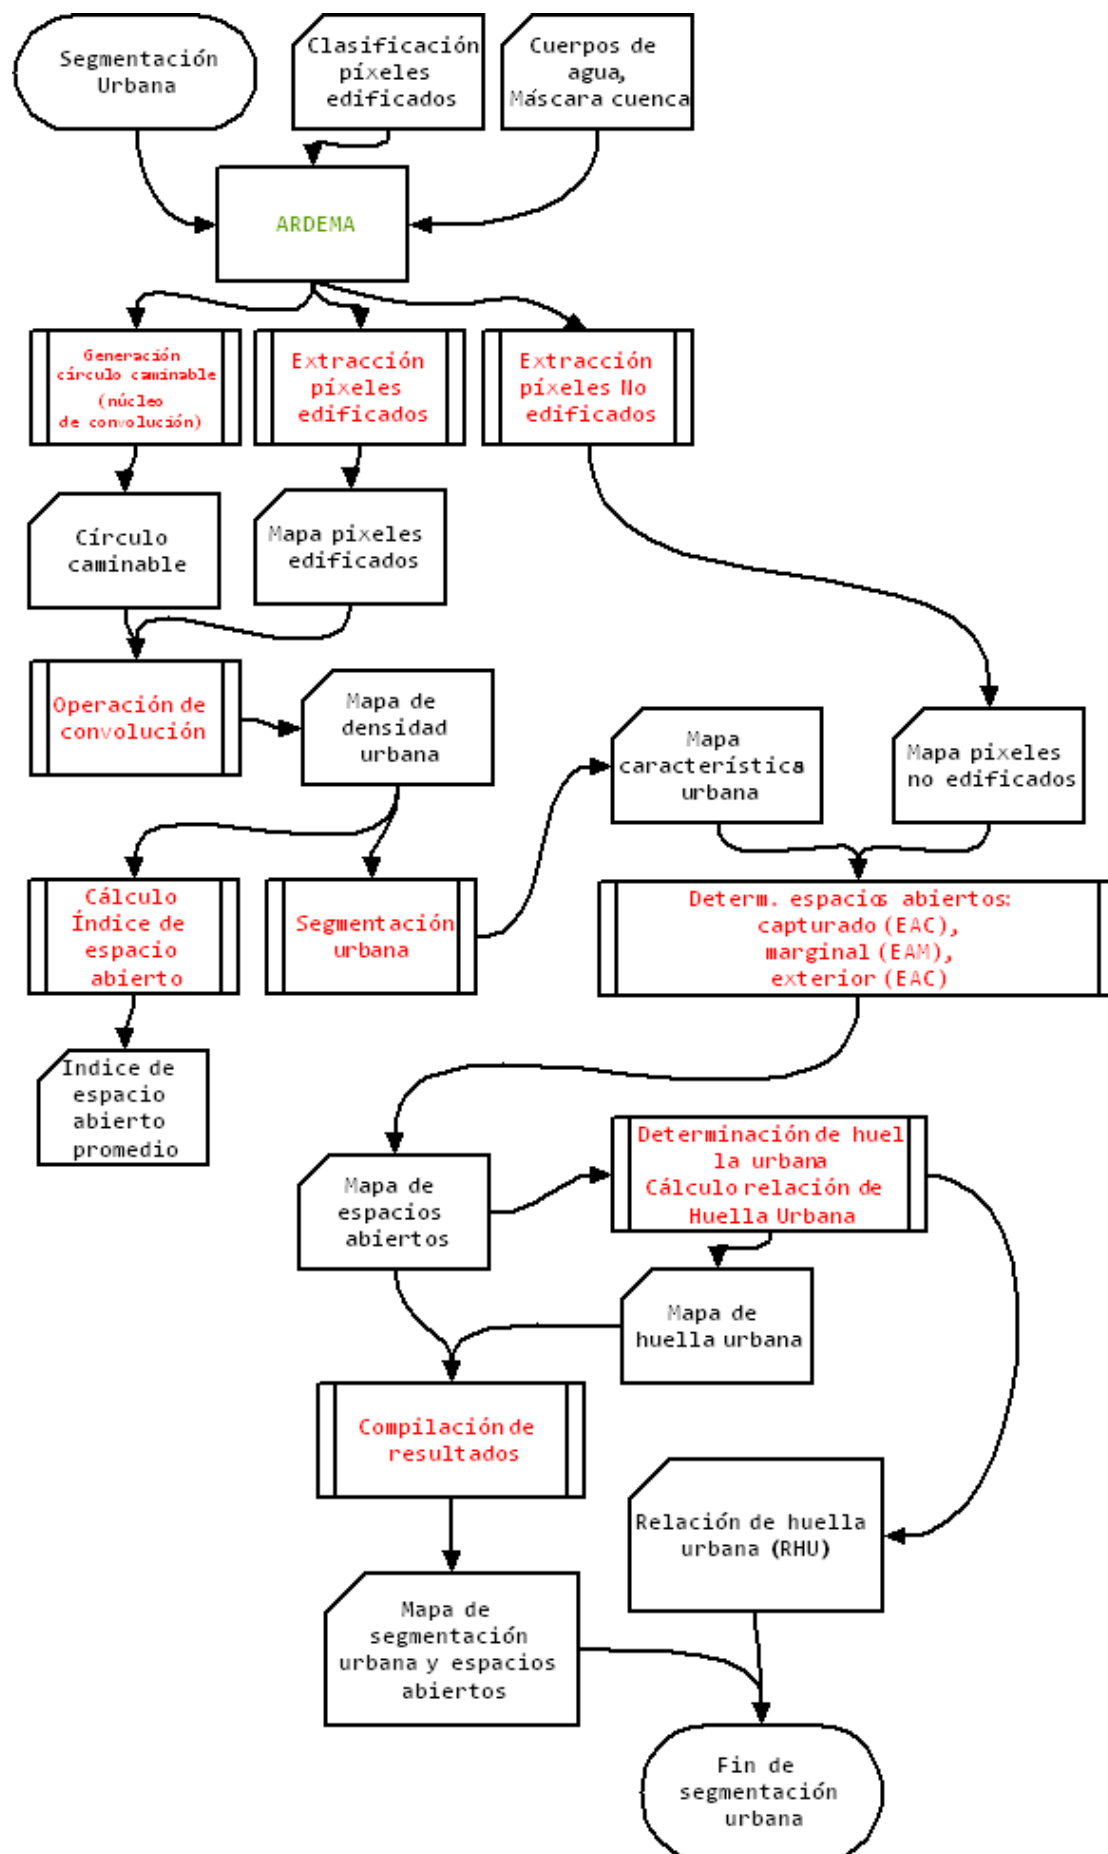 Segmentación
Urbana
Clasificación
píxeles
edificados
Cuerpos de
agua,
Máscara cuenca
ARDEMA
Generación
círculo caminable
(núcleo
de convolución)
Extracción
píxeles
edificados
Extracción
píxeles No
edificados
Círculo
caminable
Mapa pixeles
edificados
Operación de
convolución
Mapa de
densidad
urbana
Mapa
característica
urbana
Mapa pixeles
no edificados
Cálculo
Índice de
espacio
abierto
Segmentación
urbana
Determ. espacios abiertos:
capturado (EAC),
marginal (EAM),
exterior (EAC)
Indice de
espacio
abierto
promedio
Mapa de
espacios
abiertos
Determinación de huel
la urbana
Cálculo relación de
Huella Urbana
Mapa de
huella urbana
Compilación de
resultados
Relación de huella
urbana (RHU)
Mapa de
segmentación
urbana y espacios
abiertos
Fin de
segmentación
urbana